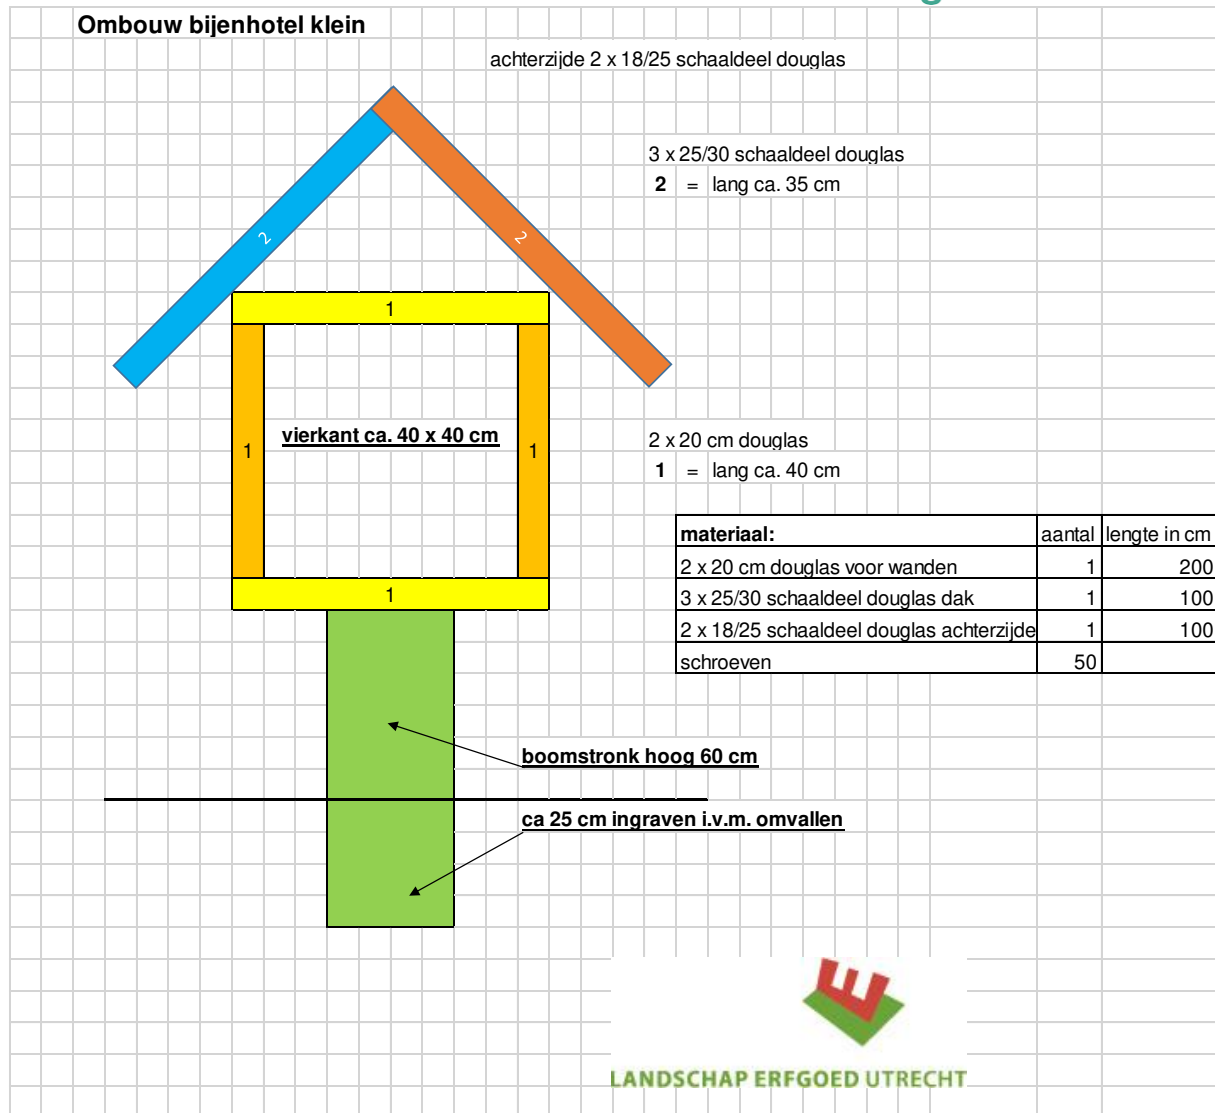 Ombouw bijenhotel klein
achterzijde 2 x 18/25 schaaldeel douglas
3 x 25/30 schaaldeel douglas
2 = lang ca. 35 cm
2
2
1
vierkant ca. 40 x 40 cm
1
1
2 x 20 cm douglas
1 = lang ca. 40 cm
materiaal: aantal lengte in cm
2 x 20 cm douglas voor wanden 1 200
3 x 25/30 schaaldeel douglas dak 1 100
2 x 18/25 schaaldeel douglas achterzijde 1 100
schroeven 50
1
boomstronk hoog 60 cm
ca 25 cm ingraven i.v.m. omvallen
LANDSCHAP ERFGOED UTRECHT